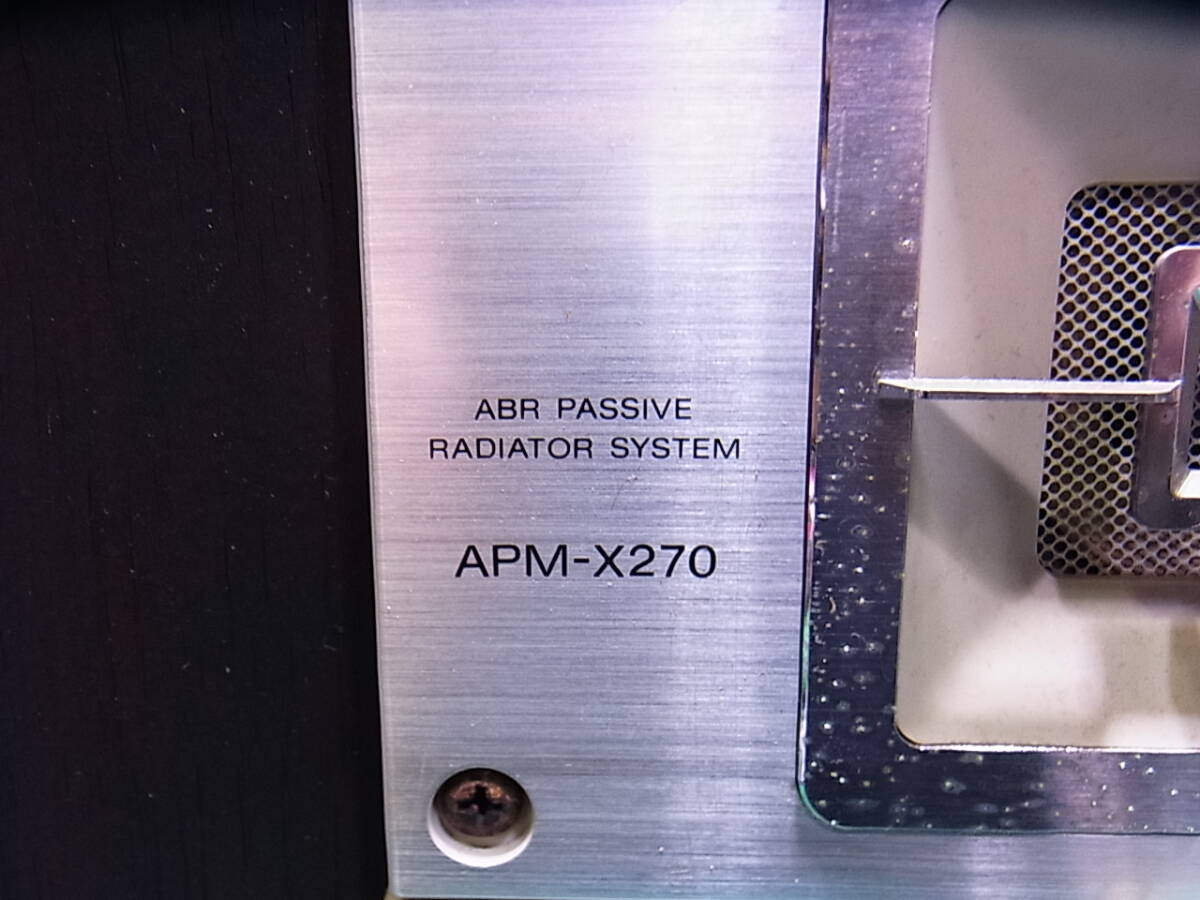 ABR PASSIVE
RADIATOR SYSTEM
APM-X270